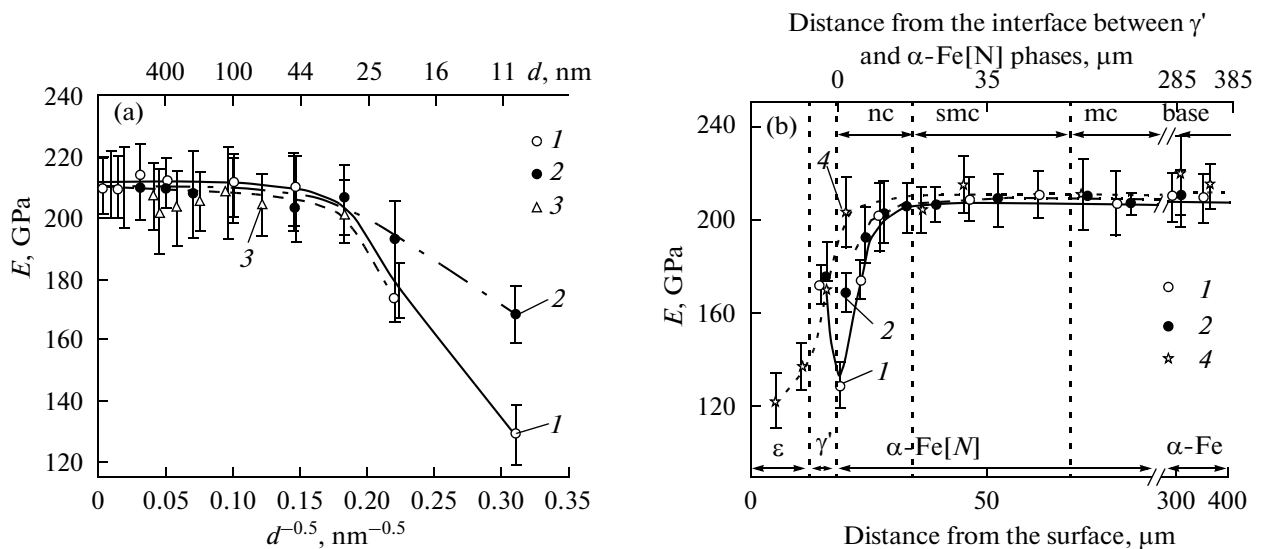 400 100 44 25 16 11 d, nm
240
220
200
180
160
140
120
E, GPa
(a)
1
2
3
3
2
1
0 0.05 0.10 0.15 0.20 0.25 0.30 0.35
d−0.5, nm−0.5
Distance from the interface between γ'
and α-Fe[N] phases, μm
0 35 285 385
240
200
160
120
E, GPa
(b)
nc smc mc base
4
2
1
1
2
4
ε γ' α-Fe[N] α-Fe
0 50 300 400
Distance from the surface, μm